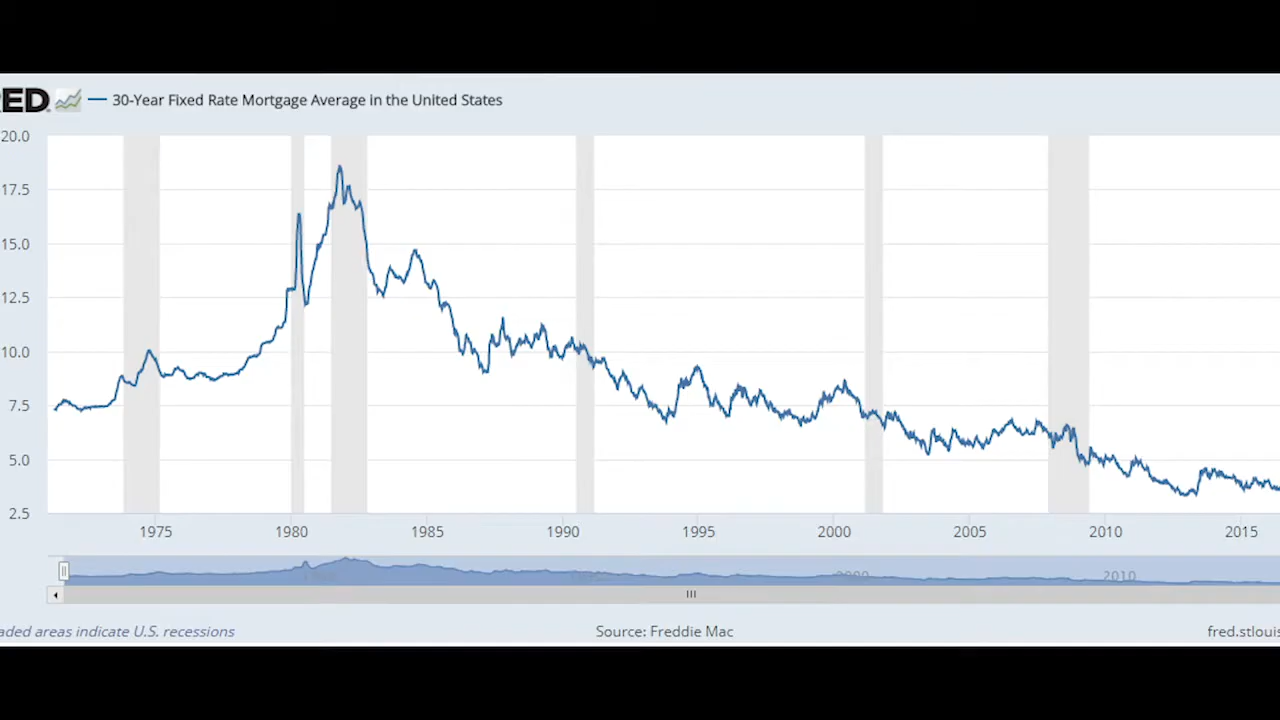 ED
30-Year Fixed Rate Mortgage Average in the United States
20.0
17.5
15.0
12.5
10.0
7.5
5.0
2.5
1975 1980 1985 1990 1995 2000 2005 2010 2015
2000 2010
aded areas indicate U.S. recessions
Source: Freddie Mac
fred.stlouis